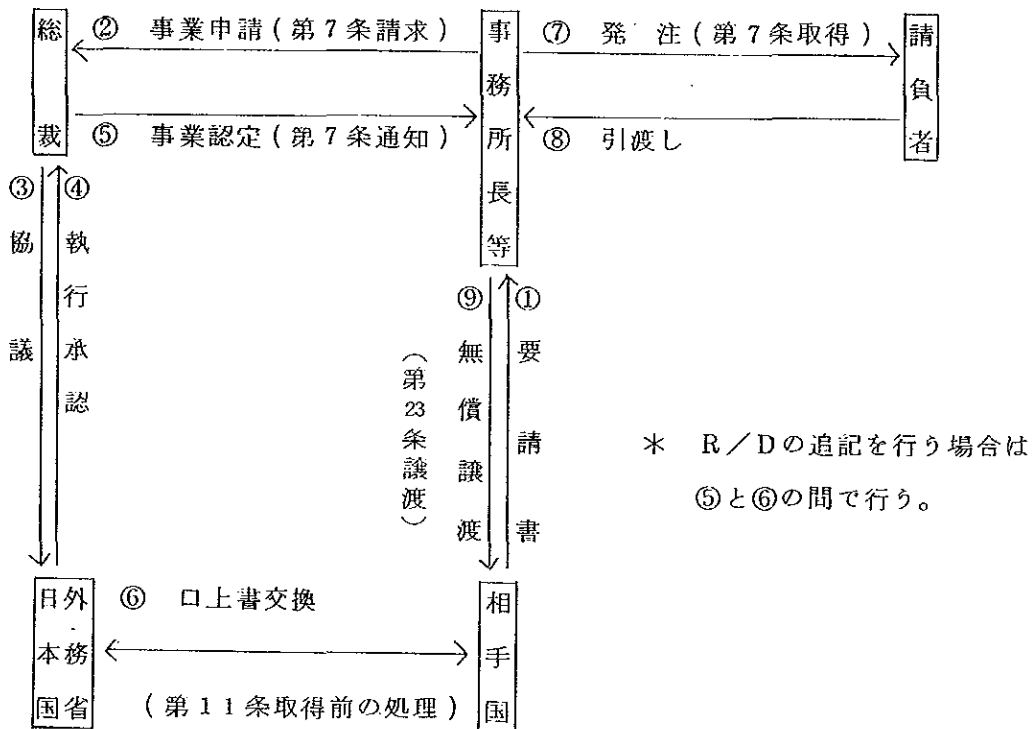 総裁
② 事業申請(第7条請求)
事務所長等
⑦ 発 注(第7条取得)
請負者
⑤ 事業認定(第7条通知)
⑧ 引渡し
③ 協議
④ 執行承認
⑨ 無償譲渡
(第23条譲渡)
① 要請書
* R/Dの追記を行う場合は
⑤と⑥の間で行う。
日本国
外務省
⑥ 口上書交換
(第11条取得前の処理)
相手国